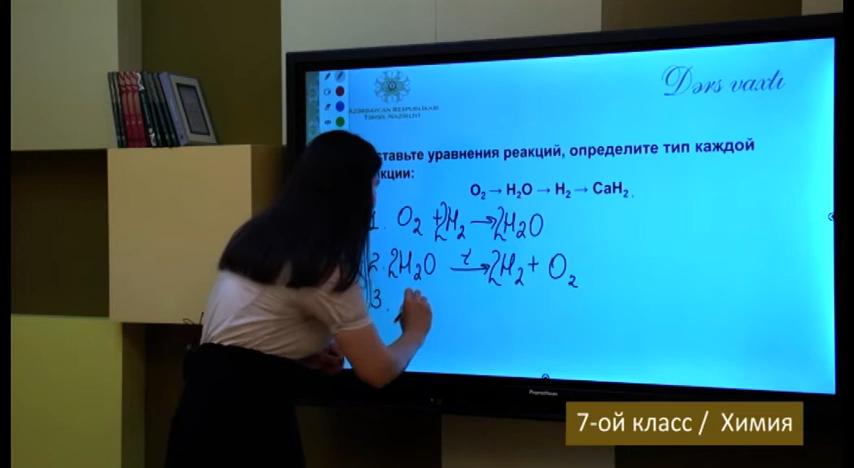 Dərs vaxtı
AZƏRBAYCAN RESPUBLİKASI
TƏHSİL NAZİRLİYİ
ставьте уравнения реакций, определите тип каждой
кции:
O₂ → H₂O → H₂ → CaH₂.
1. O₂ + 2H₂ → 2H₂O
2. 2H₂O —t→ 2H₂ + O₂
3.
Promethean
7-ой класс / Химия